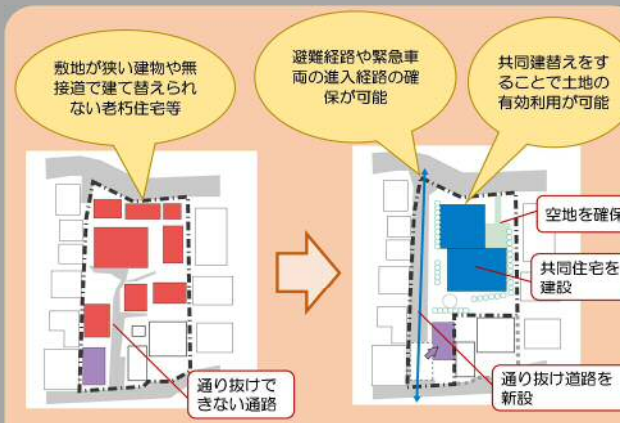 敷地が狭い建物や無
接道で建て替えられ
ない老朽住宅等
避難経路や緊急車
両の進入経路の確
保が可能
共同建替えをす
ることで土地の
有効利用が可能
空地を確保
共同住宅を
建設
通り抜けで
きない通路
通り抜け道路を
新設